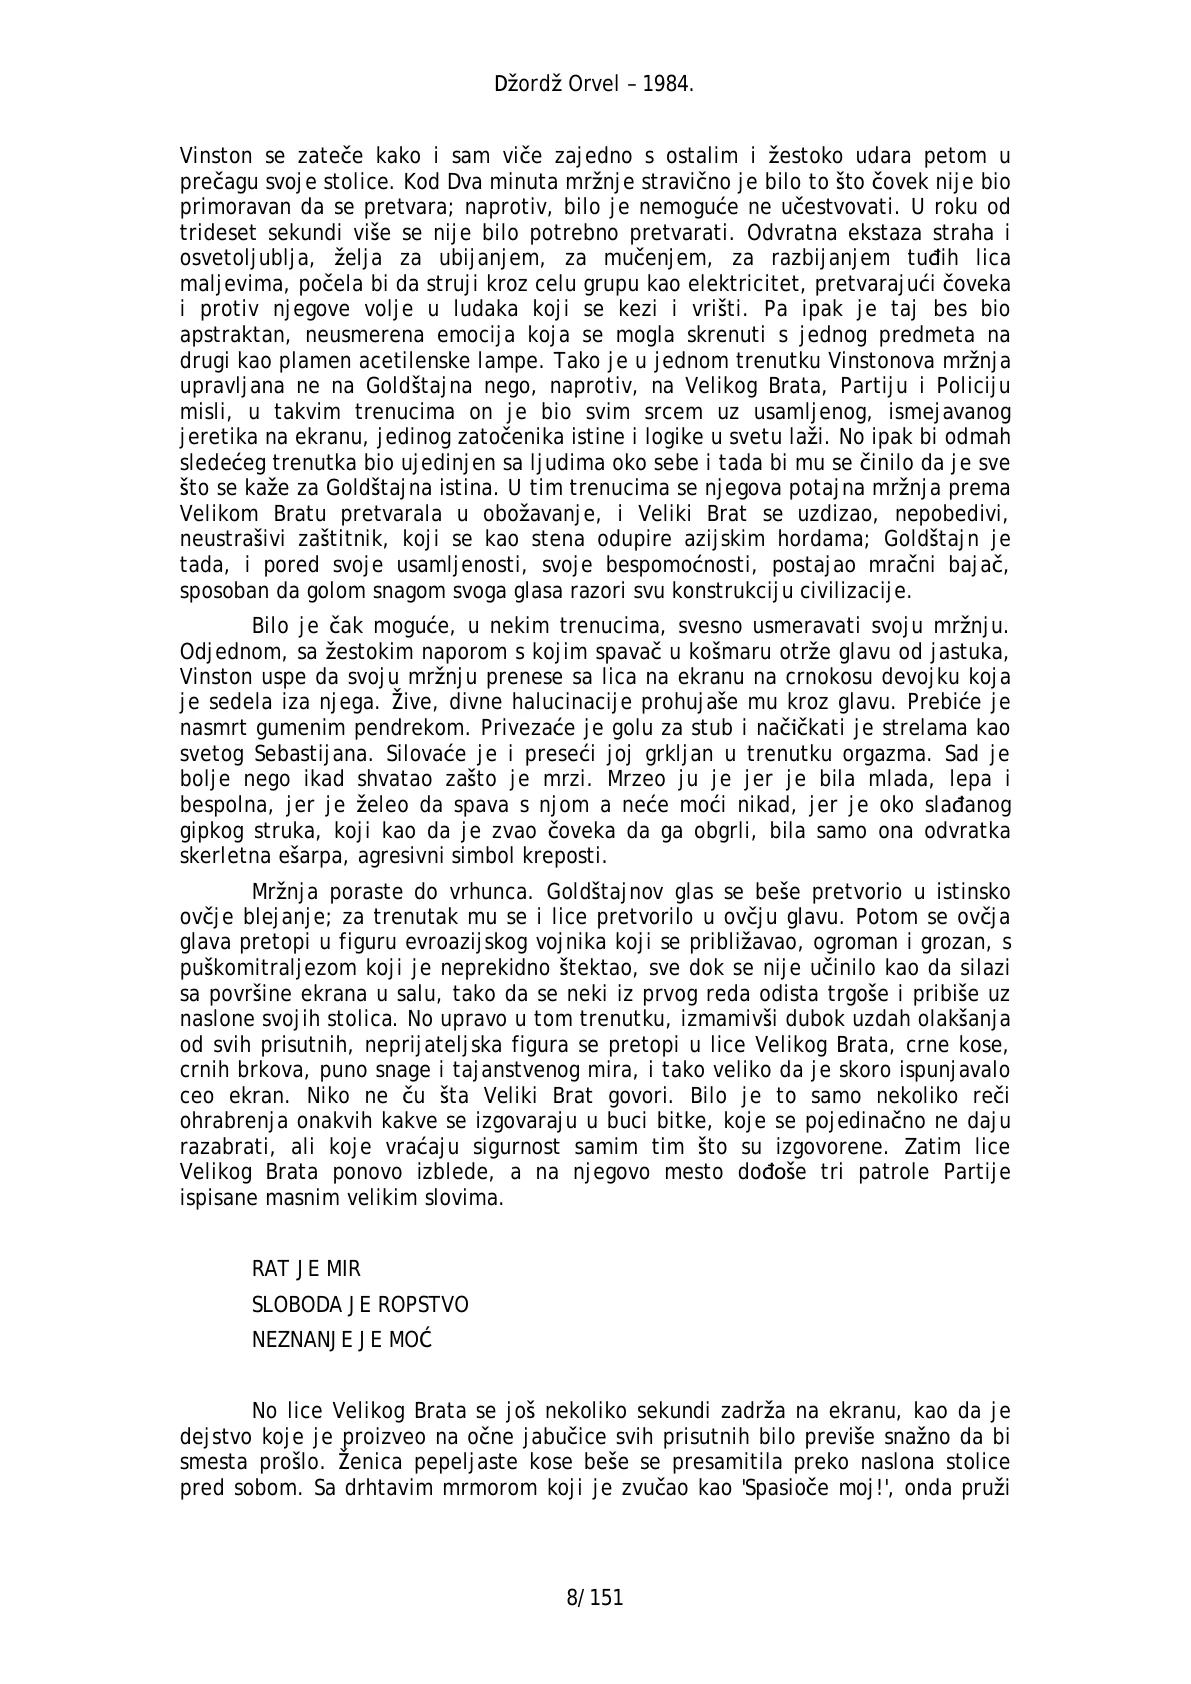 Džordž Orvel – 1984.
Vinston se zateče kako i sam viče zajedno s ostalim i žestoko udara petom u
prečagu svoje stolice. Kod Dva minuta mržnje stravično je bilo to što čovek nije bio
primoravan da se pretvara; naprotiv, bilo je nemoguće ne učestvovati. U roku od
trideset sekundi više se nije bilo potrebno pretvarati. Odvratna ekstaza straha i
osvetoljublja, želja za ubijanjem, za mučenjem, za razbijanjem tuđih lica
maljevima, počela bi da struji kroz celu grupu kao elektricitet, pretvarajući čoveka
i protiv njegove volje u ludaka koji se kezi i vrišti. Pa ipak je taj bes bio
apstraktan, neusmerena emocija koja se mogla skrenuti s jednog predmeta na
drugi kao plamen acetilenske lampe. Tako je u jednom trenutku Vinstonova mržnja
upravljana ne na Goldštajna nego, naprotiv, na Velikog Brata, Partiju i Policiju
misli, u takvim trenucima on je bio svim srcem uz usamljenog, ismejavanog
jeretika na ekranu, jedinog zatočenika istine i logike u svetu laži. No ipak bi odmah
sledećeg trenutka bio ujedinjen sa ljudima oko sebe i tada bi mu se činilo da je sve
što se kaže za Goldštajna istina. U tim trenucima se njegova potajna mržnja prema
Velikom Bratu pretvarala u obožavanje, i Veliki Brat se uzdizao, nepobedivi,
neustrašivi zaštitnik, koji se kao stena odupire azijskim hordama; Goldštajn je
tada, i pored svoje usamljenosti, svoje bespomoćnosti, postajao mračni bajač,
sposoban da golom snagom svoga glasa razori svu konstrukciju civilizacije.
Bilo je čak moguće, u nekim trenucima, svesno usmeravati svoju mržnju.
Odjednom, sa žestokim naporom s kojim spavač u košmaru otrže glavu od jastuka,
Vinston uspe da svoju mržnju prenese sa lica na ekranu na crnokosu devojku koja
je sedela iza njega. Žive, divne halucinacije prohujaše mu kroz glavu. Prebiće je
nasmrt gumenim pendrekom. Privezaće je golu za stub i načičkati je strelama kao
svetog Sebastijana. Silovaće je i preseći joj grkljan u trenutku orgazma. Sad je
bolje nego ikad shvatao zašto je mrzi. Mrzeo ju je jer je bila mlada, lepa i
bespolna, jer je želeo da spava s njom a neće moći nikad, jer je oko slađanog
gipkog struka, koji kao da je zvao čoveka da ga obgrli, bila samo ona odvratka
skerletna ešarpa, agresivni simbol kreposti.
Mržnja poraste do vrhunca. Goldštajnov glas se beše pretvorio u istinsko
ovčje blejanje; za trenutak mu se i lice pretvorilo u ovčju glavu. Potom se ovčja
glava pretopi u figuru evroazijskog vojnika koji se približavao, ogroman i grozan, s
puškomitraljezom koji je neprekidno štektao, sve dok se nije učinilo kao da silazi
sa površine ekrana u salu, tako da se neki iz prvog reda odista trgoše i pribiše uz
naslone svojih stolica. No upravo u tom trenutku, izmamivši dubok uzdah olakšanja
od svih prisutnih, neprijateljska figura se pretopi u lice Velikog Brata, crne kose,
crnih brkova, puno snage i tajanstvenog mira, i tako veliko da je skoro ispunjavalo
ceo ekran. Niko ne ču šta Veliki Brat govori. Bilo je to samo nekoliko reči
ohrabrenja onakvih kakve se izgovaraju u buci bitke, koje se pojedinačno ne daju
razabrati, ali koje vraćaju sigurnost samim tim što su izgovorene. Zatim lice
Velikog Brata ponovo izblede, a na njegovo mesto dođoše tri patrole Partije
ispisane masnim velikim slovima.
RAT JE MIR
SLOBODA JE ROPSTVO
NEZNANJE JE MOĆ
No lice Velikog Brata se još nekoliko sekundi zadrža na ekranu, kao da je
dejstvo koje je proizveo na očne jabučice svih prisutnih bilo previše snažno da bi
smesta prošlo. Ženica pepeljaste kose beše se presamitila preko naslona stolice
pred sobom. Sa drhtavim mrmorom koji je zvučao kao 'Spasioče moj!', onda pruži
8/151